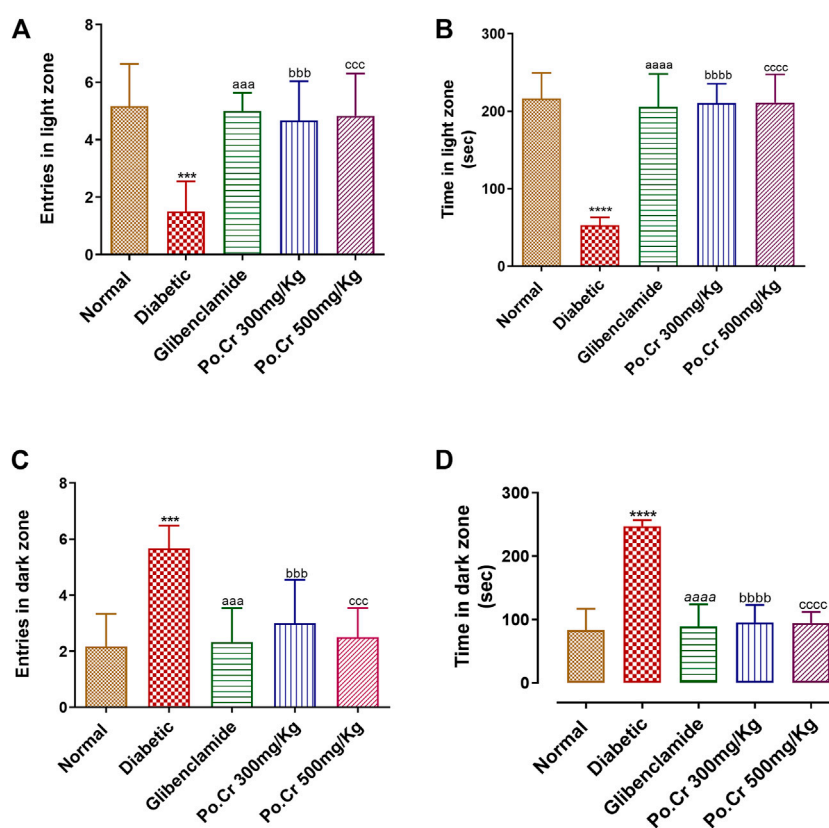 A
Entries in light zone
8
6
4
2
0
***
aaa
bbb
ccc
Normal
Diabetic
Glibenclamide
Po.Cr 300mg/Kg
Po.Cr 500mg/Kg
B
Time in light zone
(sec)
300
200
100
0
****
aaaa
bbbb
cccc
Normal
Diabetic
Glibenclamide
Po.Cr 300mg/Kg
Po.Cr 500mg/Kg
C
Entries in dark zone
8
6
4
2
0
***
aaa
bbb
ccc
Normal
Diabetic
Glibenclamide
Po.Cr 300mg/Kg
Po.Cr 500mg/Kg
D
Time in dark zone
(sec)
300
200
100
0
****
aaaa
bbbb
cccc
Normal
Diabetic
Glibenclamide
Po.Cr 300mg/Kg
Po.Cr 500mg/Kg